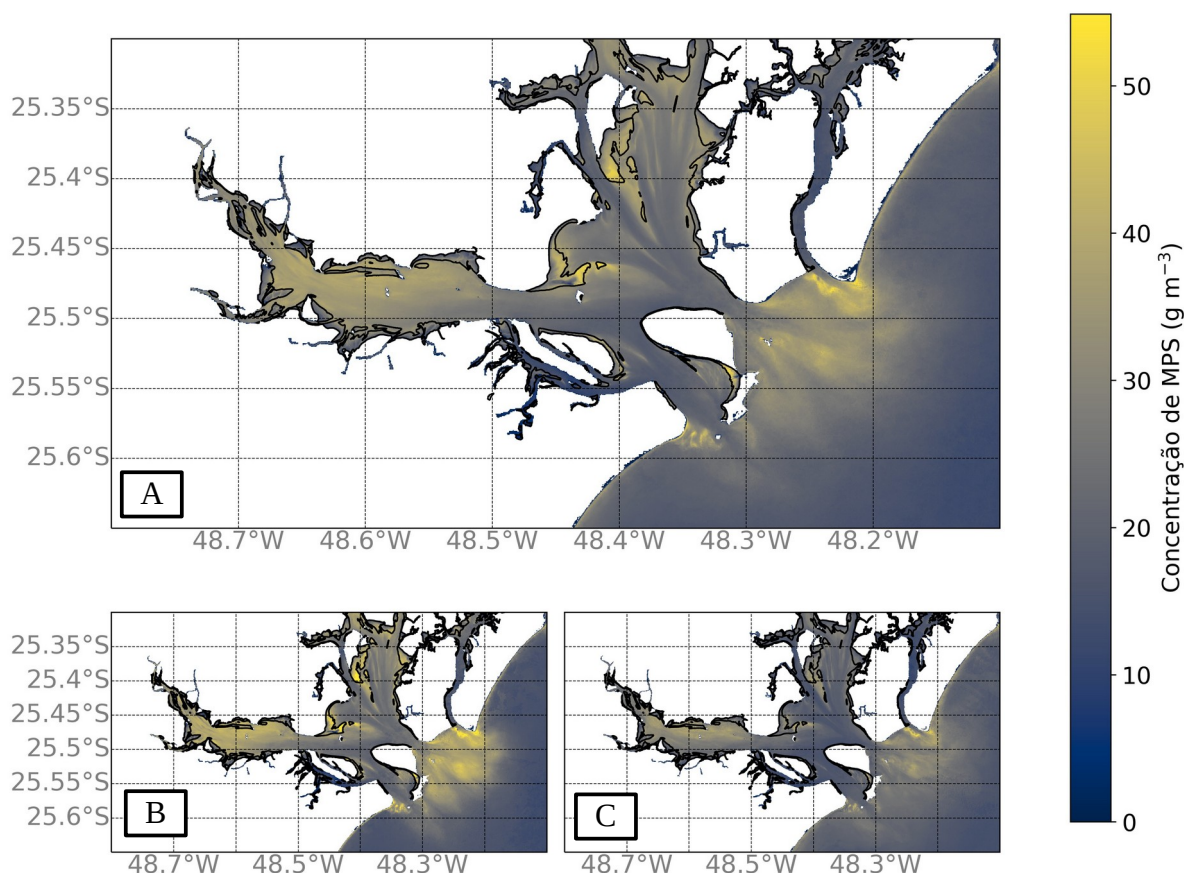 25.35°S
25.4°S
25.45°S
25.5°S
25.55°S
25.6°S
A
48.7°W 48.6°W 48.5°W 48.4°W 48.3°W 48.2°W
50
40
30
20
10
0
Concentração de MPS (g m⁻³)
25.35°S
25.4°S
25.45°S
25.5°S
25.55°S
25.6°S
B
C
48.7°W 48.5°W 48.3°W
48.7°W 48.5°W 48.3°W